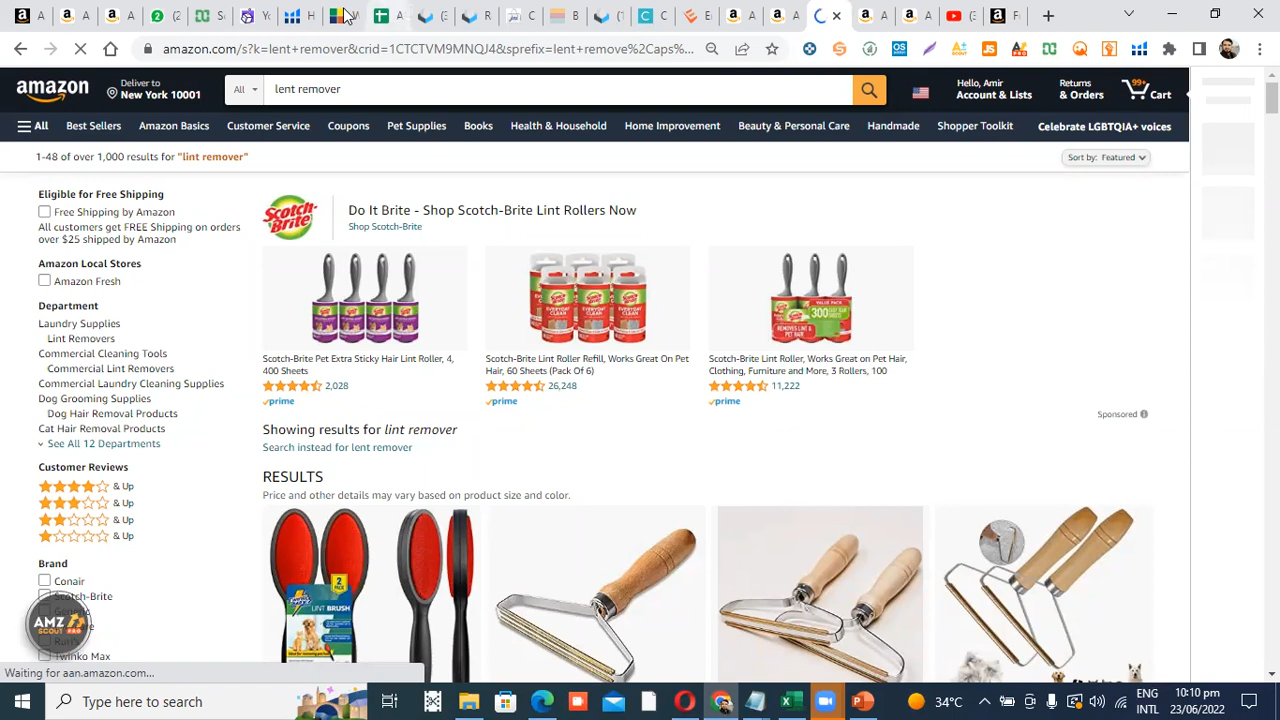 amazon.com/s?k=lent+remover&crid=1CTCTVM9MNQJ4&sprefix=lent+remove%2Caps%...
amazon
Deliver to
New York 10001
All
lent remover
Hello, Amir
Account & Lists
Returns
& Orders
99+
Cart
All
Best Sellers
Amazon Basics
Customer Service
Coupons
Pet Supplies
Books
Health & Household
Home Improvement
Beauty & Personal Care
Handmade
Shopper Toolkit
Celebrate LGBTQIA+ voices
1-48 of over 1,000 results for "lint remover"
Sort by: Featured
Eligible for Free Shipping
Free Shipping by Amazon
All customers get FREE Shipping on orders
over $25 shipped by Amazon
Amazon Local Stores
Amazon Fresh
Department
Laundry Supplies
Lint Removers
Commercial Cleaning Tools
Commercial Lint Removers
Commercial Laundry Cleaning Supplies
Dog Grooming Supplies
Dog Hair Removal Products
Cat Hair Removal Products
See All 12 Departments
Customer Reviews
& Up
& Up
& Up
& Up
Brand
Conair
Scotch-Brite
Generic
Twinko Max
AMZ
SCOUT PRO
Scotch-Brite
Do It Brite - Shop Scotch-Brite Lint Rollers Now
Shop Scotch-Brite
Scotch-Brite Pet Extra Sticky Hair Lint Roller, 4,
400 Sheets
2,028
prime
Scotch-Brite Lint Roller Refill, Works Great On Pet
Hair, 60 Sheets (Pack Of 6)
26,248
prime
Scotch-Brite Lint Roller, Works Great on Pet Hair,
Clothing, Furniture and More, 3 Rollers, 100
11,222
prime
Sponsored
Showing results for lint remover
Search instead for lent remover
RESULTS
Price and other details may vary based on product size and color.
2
LINT BRUSH
Waiting for aan.amazon.com...
Type here to search
34°C
ENG
INTL
10:10 pm
23/06/2022